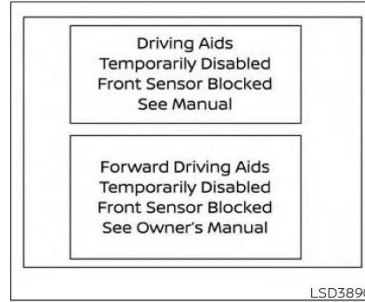 Driving Aids
Temporarily Disabled
Front Sensor Blocked
See Manual
Forward Driving Aids
Temporarily Disabled
Front Sensor Blocked
See Owner's Manual